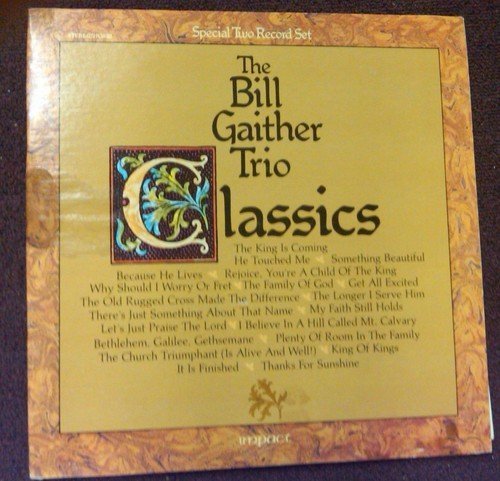 Special Two Record Set
The
Bill
Gaither
Trio
Classics
The King Is Coming
He Touched Me Something Beautiful
Because He Lives Rejoice, You're A Child Of The King
Why Should I Worry Or Fret The Family Of God Get All Excited
The Old Rugged Cross Made The Difference The Longer I Serve Him
There's Just Something About That Name My Faith Still Holds
Let's Just Praise The Lord I Believe In A Hill Called Mt. Calvary
Bethlehem, Galilee, Gethsemane Plenty Of Room In The Family
The Church Triumphant (Is Alive And Well!) King Of Kings
It Is Finished Thanks For Sunshine
impact